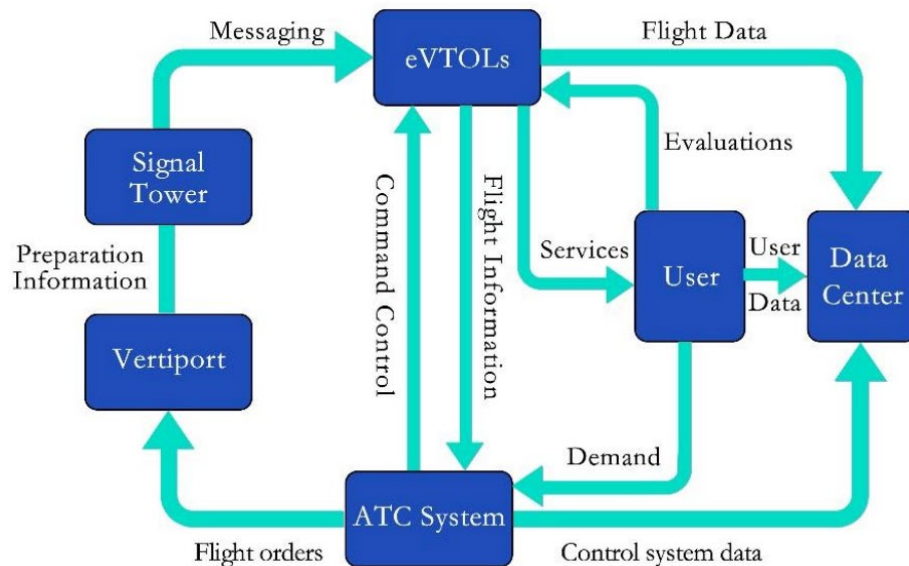 Messaging
eVTOLs
Flight Data
Signal
Tower
Evaluations
Command Control
Flight Information
Preparation
Information
Services
User
User
Data
Data
Center
Vertiport
Demand
ATC System
Flight orders
Control system data